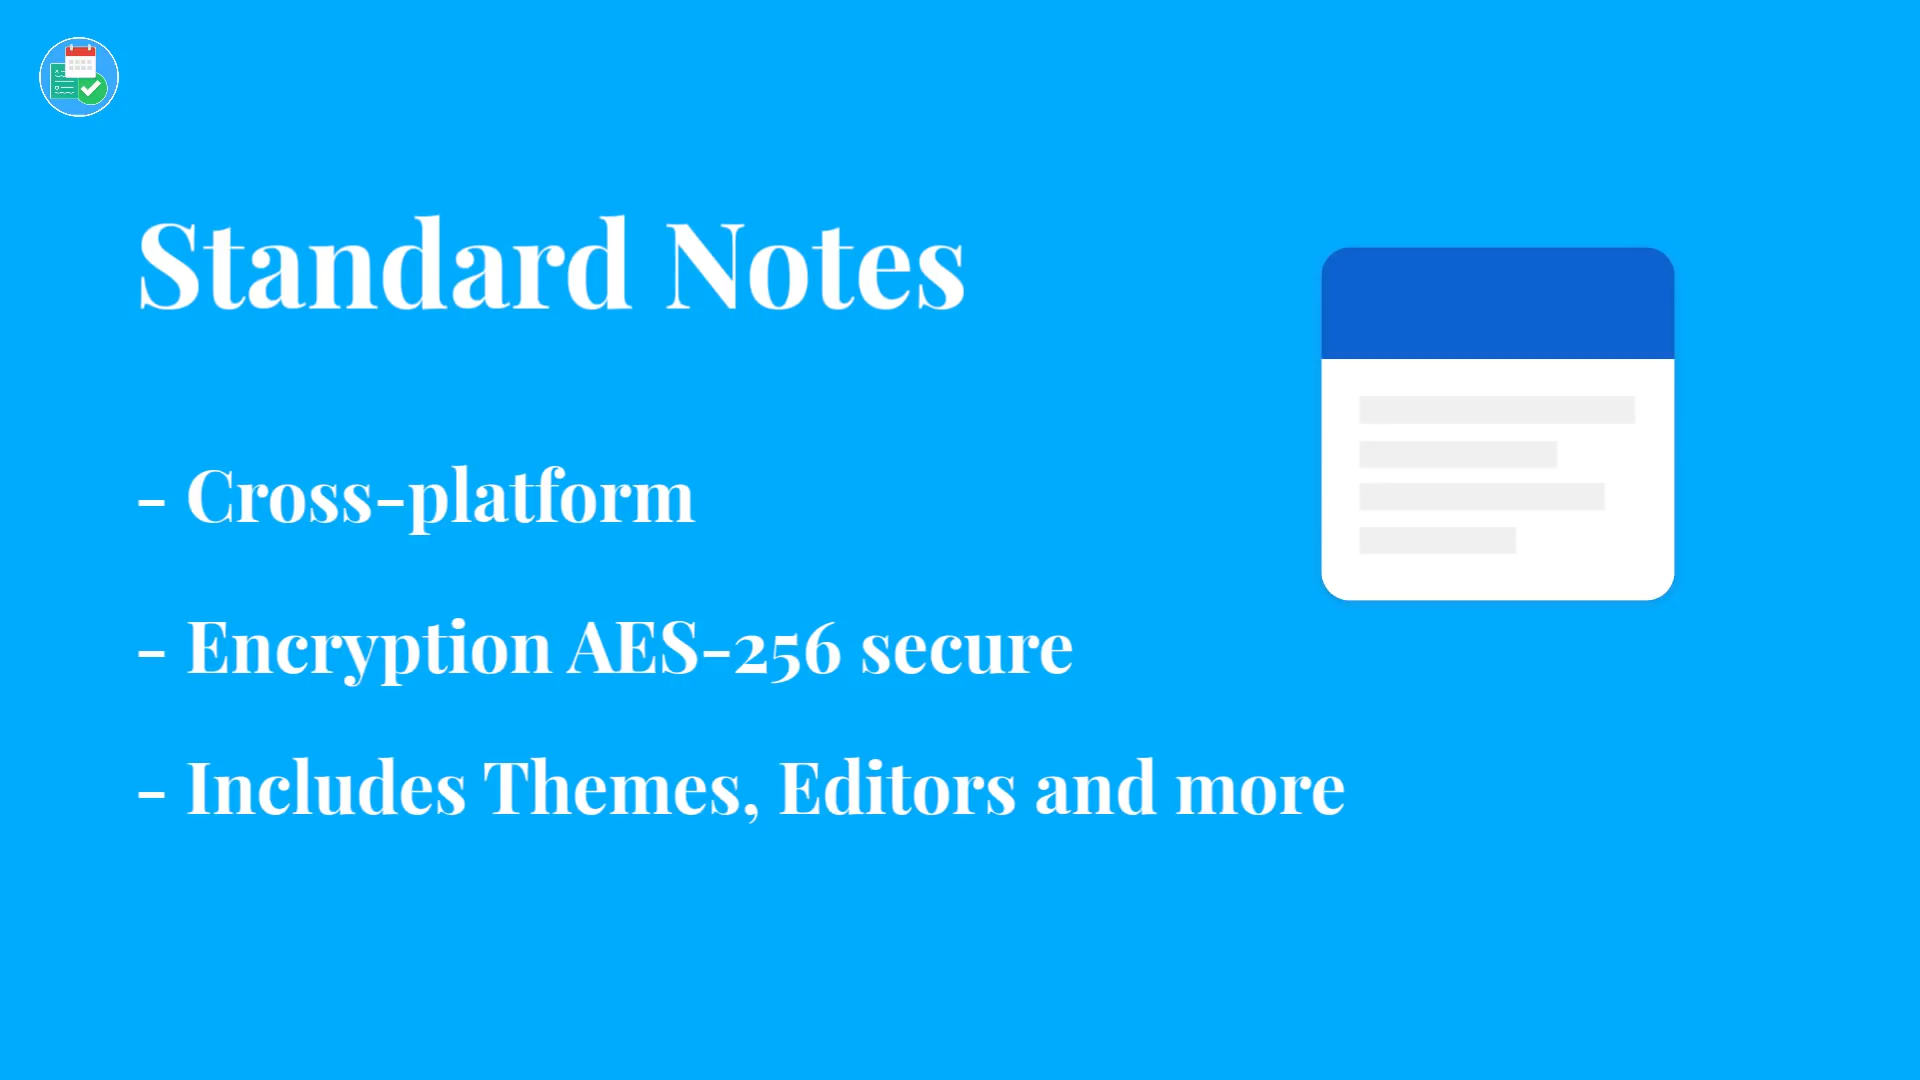 Standard Notes
- Cross-platform
- Encryption AES-256 secure
- Includes Themes, Editors and more